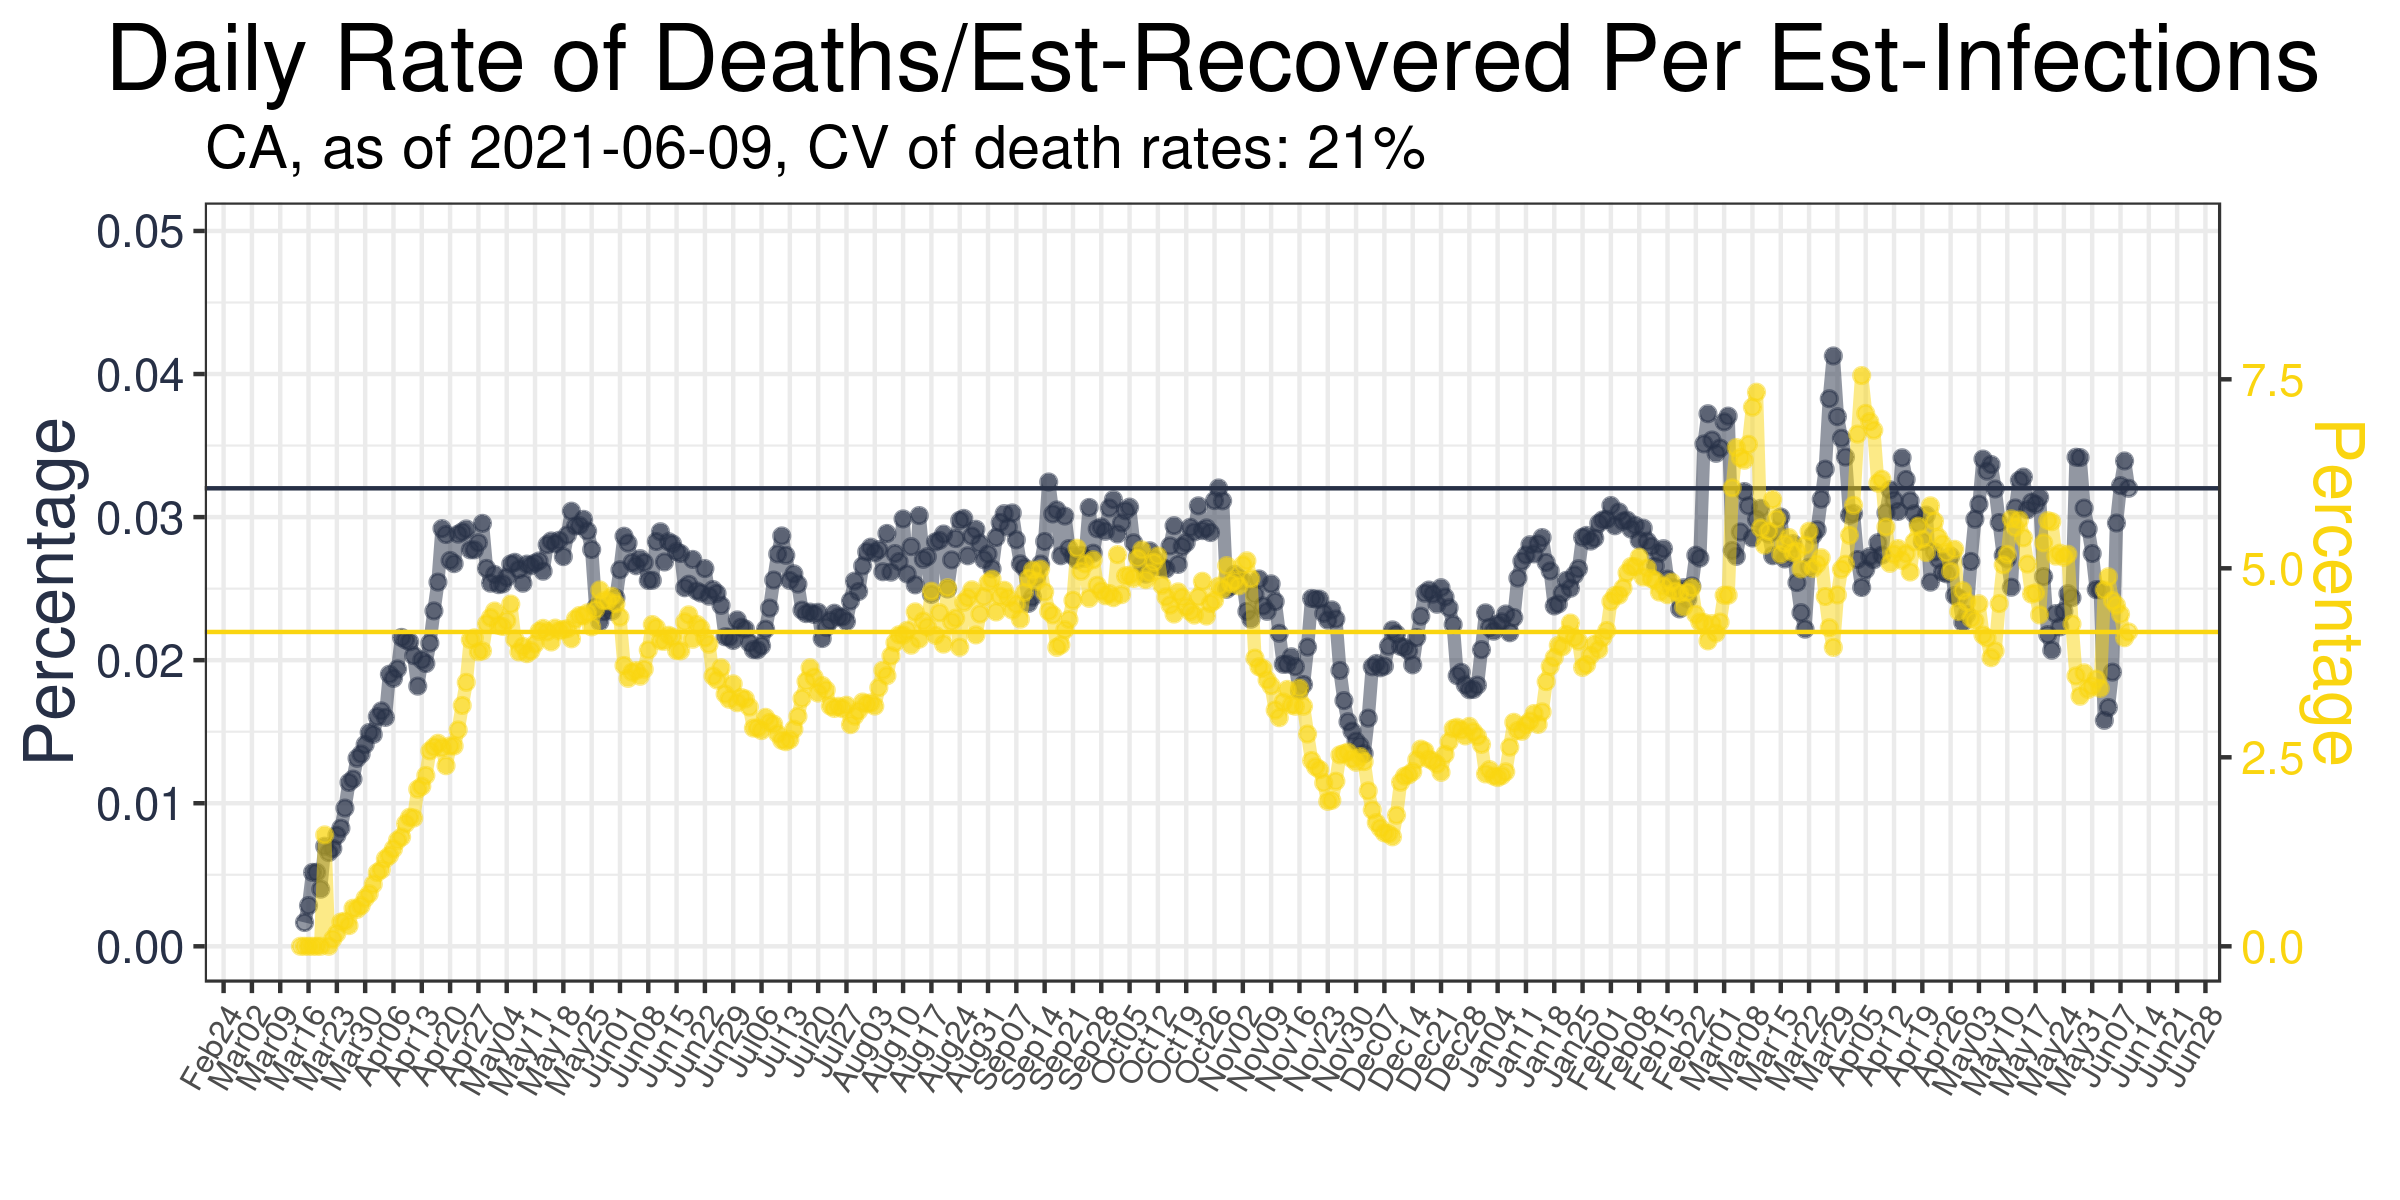 Daily Rate of Deaths/Est-Recovered Per Est-Infections
CA, as of 2021-06-09, CV of death rates: 21%
Percentage
0.05
0.04
0.03
0.02
0.01
0.00
7.5
5.0
2.5
0.0
Percentage
Feb24
Mar02
Mar09
Mar16
Mar23
Mar30
Apr06
Apr13
Apr20
Apr27
May04
May11
May18
May25
Jun01
Jun08
Jun15
Jun22
Jun29
Jul06
Jul13
Jul20
Jul27
Aug03
Aug10
Aug17
Aug24
Aug31
Sep07
Sep14
Sep21
Sep28
Oct05
Oct12
Oct19
Oct26
Nov02
Nov09
Nov16
Nov23
Nov30
Dec07
Dec14
Dec21
Dec28
Jan04
Jan11
Jan18
Jan25
Feb01
Feb08
Feb15
Feb22
Mar01
Mar08
Mar15
Mar22
Mar29
Apr05
Apr12
Apr19
Apr26
May03
May10
May17
May24
May31
Jun07
Jun14
Jun21
Jun28